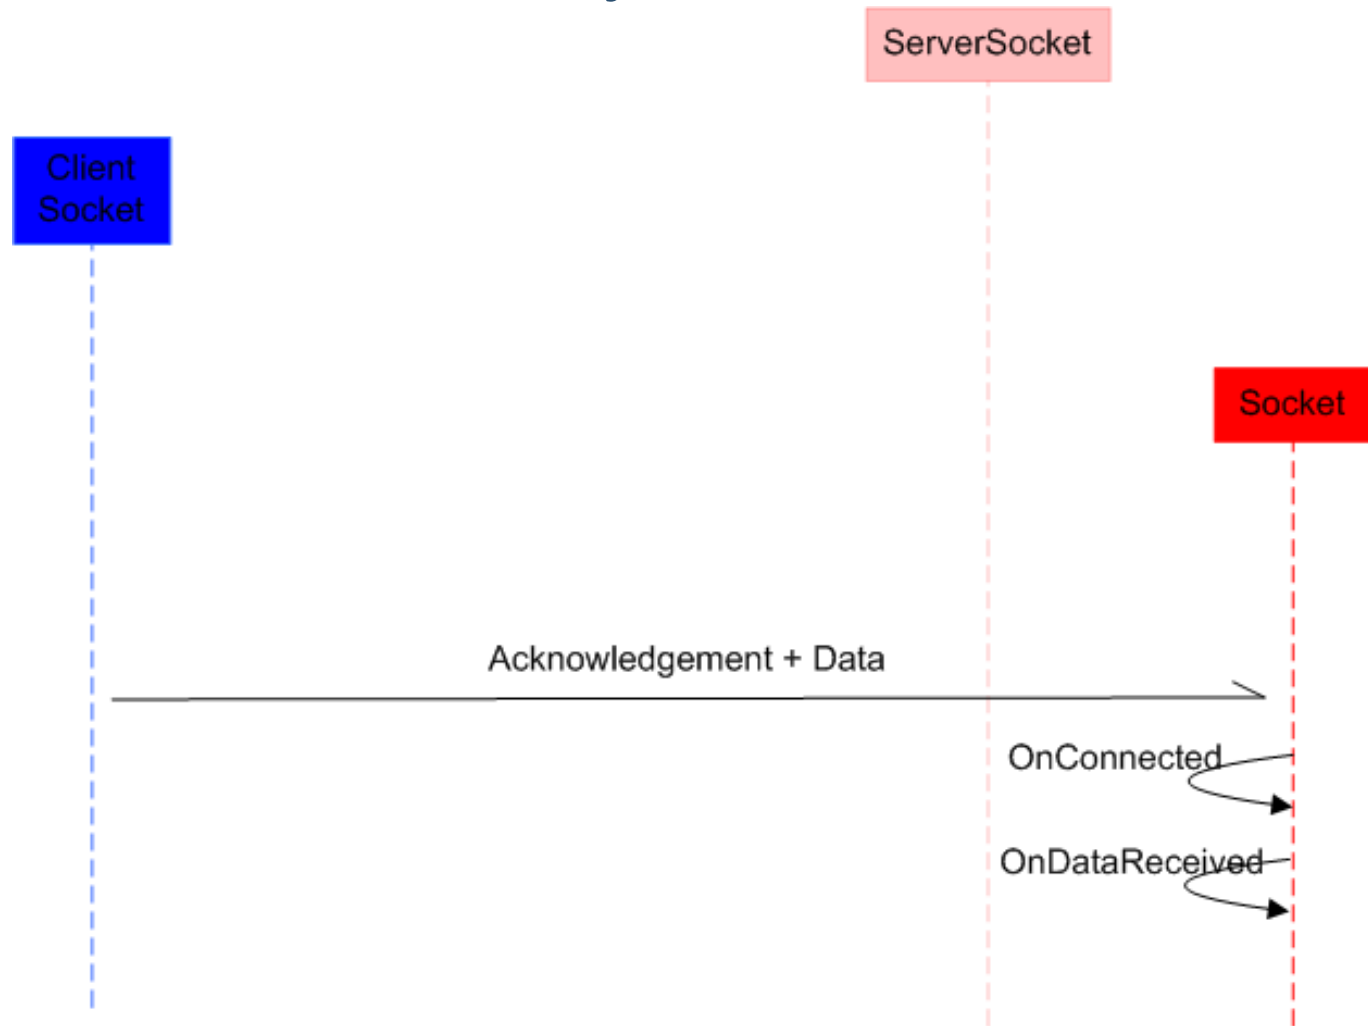 ServerSocket
Client
Socket
Socket
Acknowledgement + Data
OnConnected
OnDataReceived